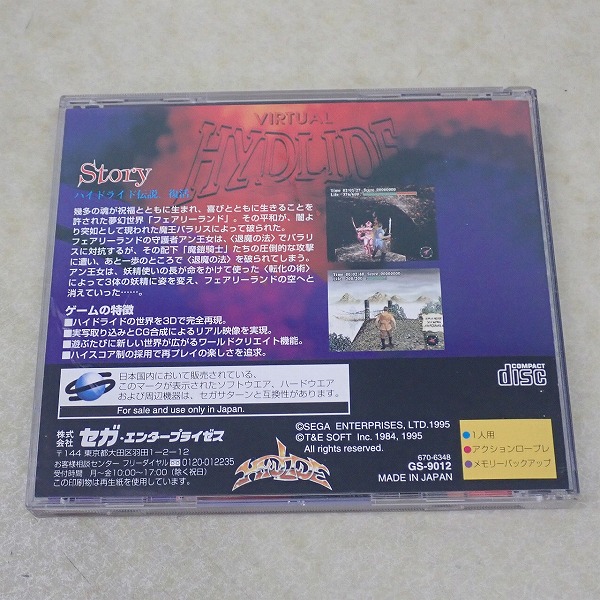 VIRTUAL
HYDLIDE
Story
ハイドライド伝説 復活
幾多の魂が祝福とともに生まれ、喜びとともに生きることを
許された夢幻世界「フェアリーランド」。その平和が、闇よ
り突如として現われた魔王バラリスによって破られた。
フェアリーランドの守護者アン王女は、〈退魔の法〉でバラリ
スに対抗するが、その配下「魔鎧騎士」たちの圧倒的な攻撃
に遭い、あと一歩のところで〈退魔の法〉を破られてしまう。
アン王女は、妖精使いの長が命をかけて使った〈転化の術〉
によって3体の妖精に姿を変え、フェアリーランドの空へと
消えていった……。
ゲームの特徴
■ハイドライドの世界を3Dで完全再現。
■実写取り込みとCG合成によるリアル映像を実現。
■遊ぶたびに新しい世界が広がるワールドクリエイト機能。
■ハイスコア制の採用で再プレイの楽しさを追求。
日本国内において販売されている、
このマークが表示されたソフトウエア、ハードウエア
および周辺機器は、セガサターンと互換性があります。
For sale and use only in Japan.
COMPACT
disc
株式会社 セガ・エンタープライゼス
〒144 東京都大田区羽田1-2-12
お客様相談センター フリーダイヤル 0120-012235
受付時間 月～金10:00～17:00(除く祝日)
この印刷物は再生紙を使用しています。
HYDLIDE
©SEGA ENTERPRISES, LTD.1995
©T&E SOFT Inc. 1984, 1995
All rights reserved.
670-6348
GS-9012
MADE IN JAPAN
●1人用
●アクションロープレ
●メモリーバックアップ